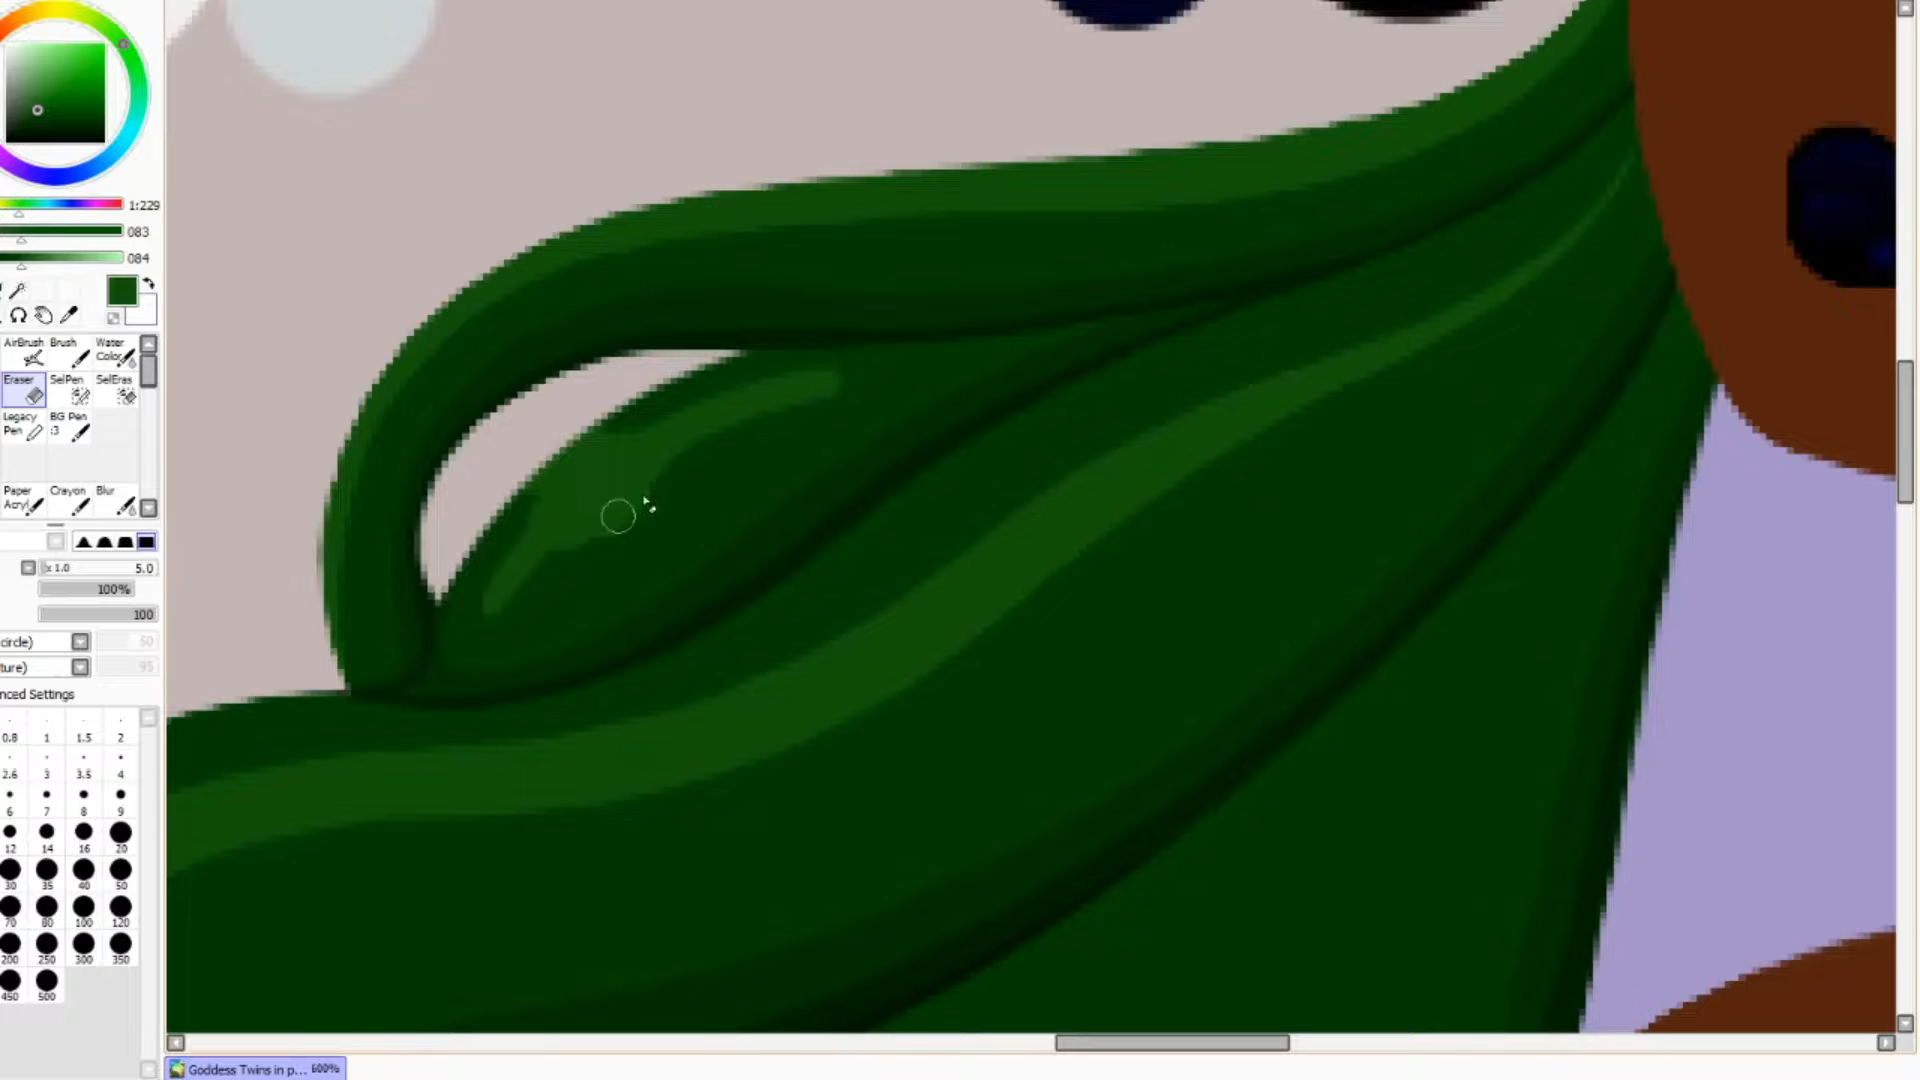 1:229
083
084
AirBrush Brush Water
Color
Eraser SelPen SelEras
Legacy BG Pen
Pen :3
Paper Crayon Blur
Acryl
x 1.0 5.0
100%
100
circle) 50
ture) 95
nced Settings
0.8 1 1.5 2
2.6 3 3.5 4
6 7 8 9
12 14 16 20
30 35 40 50
70 80 100 120
200 250 300 350
450 500
Goddess Twins in p... 600%